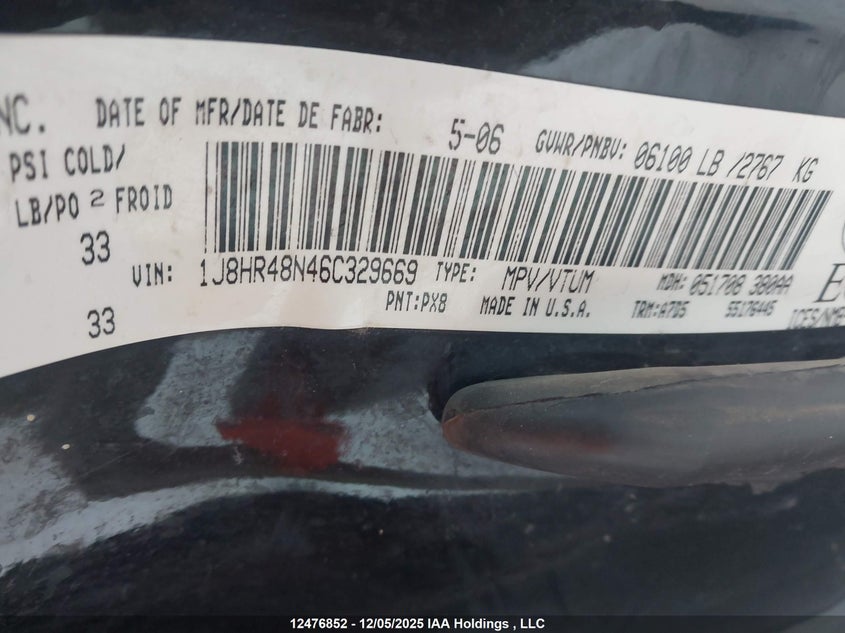 NC. DATE OF MFR/DATE DE FABR: 5-06 GVWR/PNBV: 06100 LB /2767 KG
PSI COLD/
LB/PO 2 FROID
33
VIN: 1J8HR48N46C329669 TYPE: MPV/VTUM MDH: 051708 380AA
33
PNT:PX8 MADE IN U.S.A. TRM:A7D5 55176445
12476852 - 12/05/2025 IAA Holdings , LLC